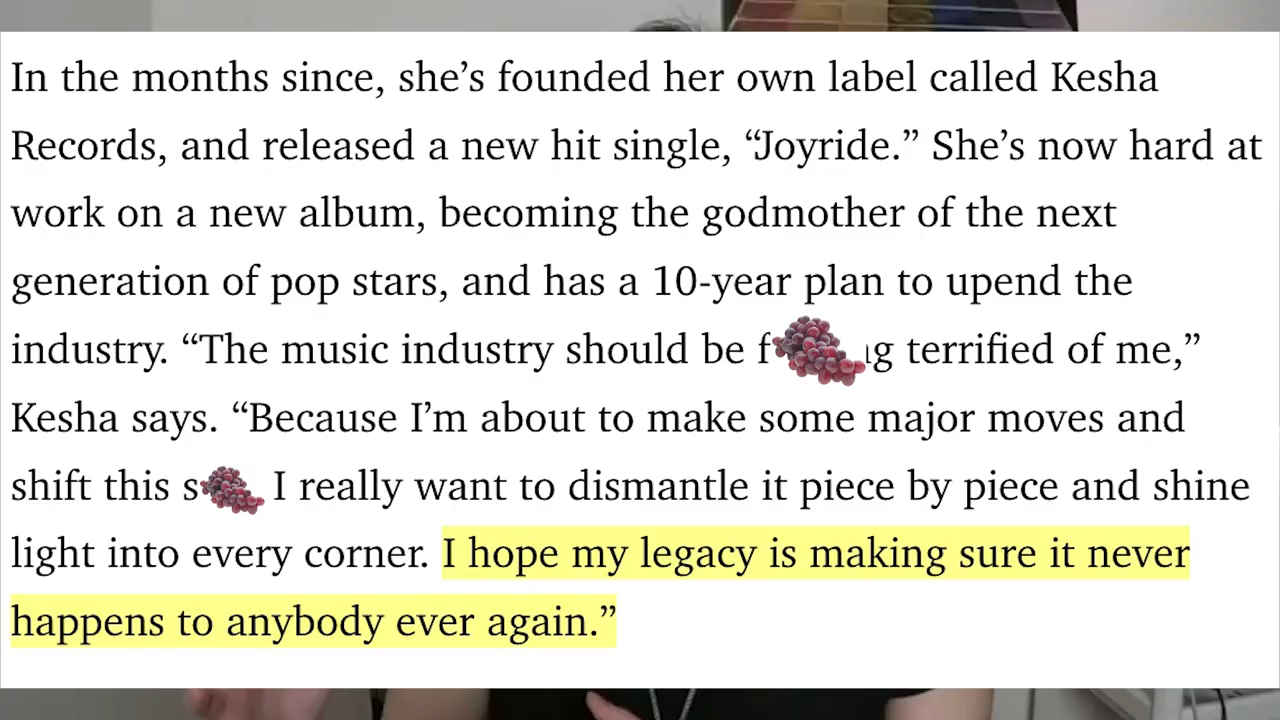 In the months since, she’s founded her own label called Kesha
Records, and released a new hit single, “Joyride.” She’s now hard at
work on a new album, becoming the godmother of the next
generation of pop stars, and has a 10-year plan to upend the
industry. “The music industry should be f g terrified of me,”
Kesha says. “Because I’m about to make some major moves and
shift this s I really want to dismantle it piece by piece and shine
light into every corner. I hope my legacy is making sure it never
happens to anybody ever again.”